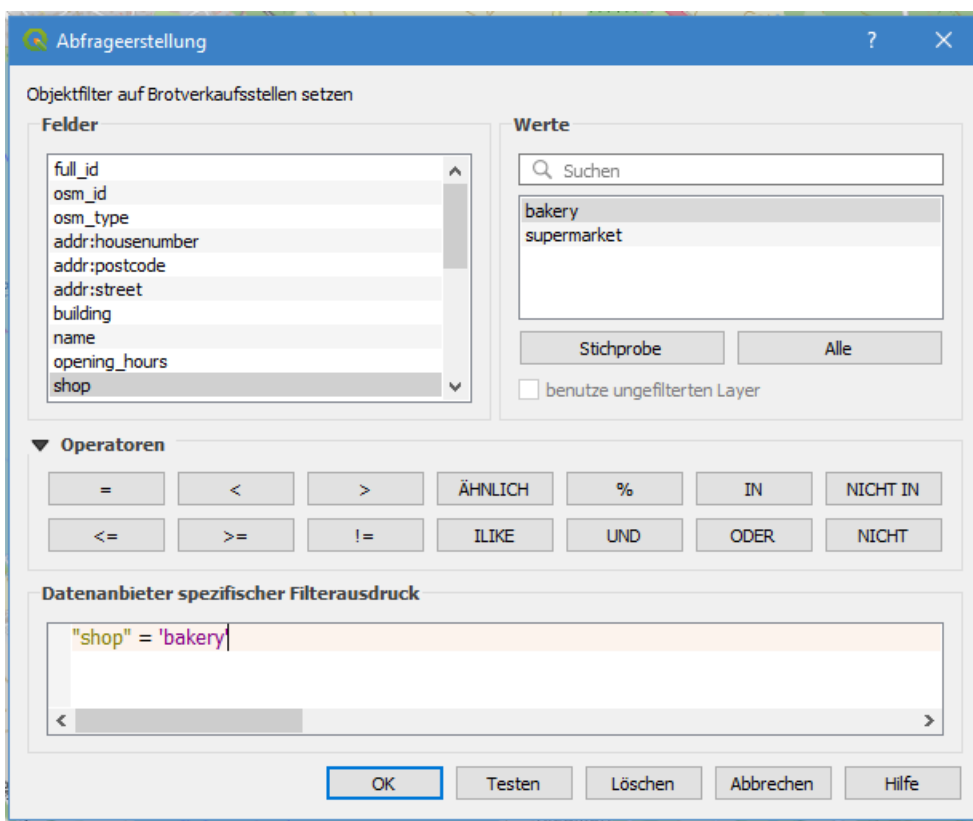 Abfrageerstellung
?
Objektfilter auf Brotverkaufsstellen setzen
Felder
full_id
osm_id
osm_type
addr:housenumber
addr:postcode
addr:street
building
name
opening_hours
shop
Werte
Suchen
bakery
supermarket
Stichprobe Alle
benutze ungefilterten Layer
Operatoren
= < > ÄHNLICH % IN NICHT IN
<= >= != ILIKE UND ODER NICHT
Datenanbieter spezifischer Filterausdruck
"shop" = 'bakery'
OK Testen Löschen Abbrechen Hilfe